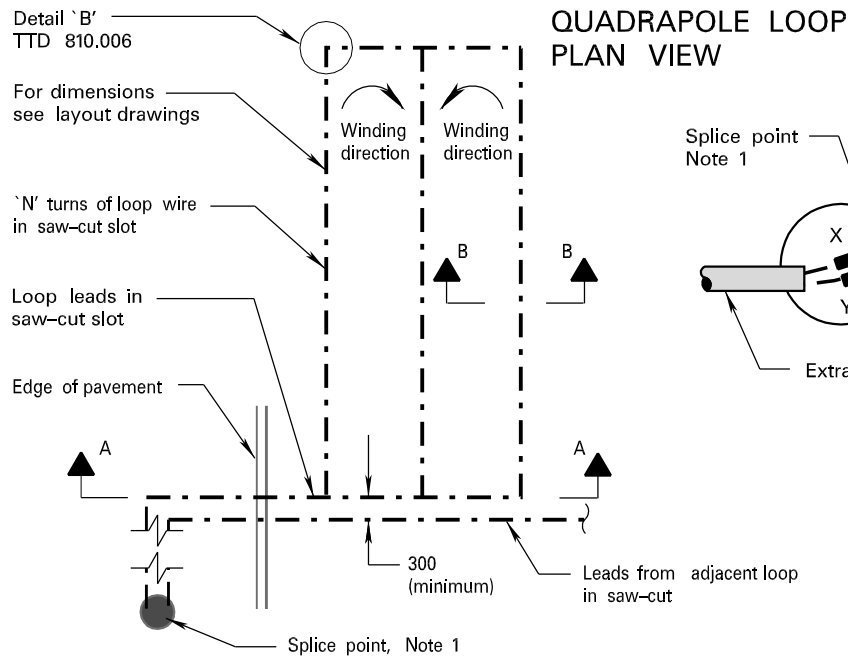 Detail `B'
TTD 810.006
QUADRAPOLE LOOP
PLAN VIEW
For dimensions
see layout drawings
Winding
direction
Winding
direction
Splice point
Note 1
`N' turns of loop wire
in saw-cut slot
X
B
B
Loop leads in
saw-cut slot
Y
Edge of pavement
Extra
A
A
300
(minimum)
Leads from adjacent loop
in saw-cut
Splice point, Note 1